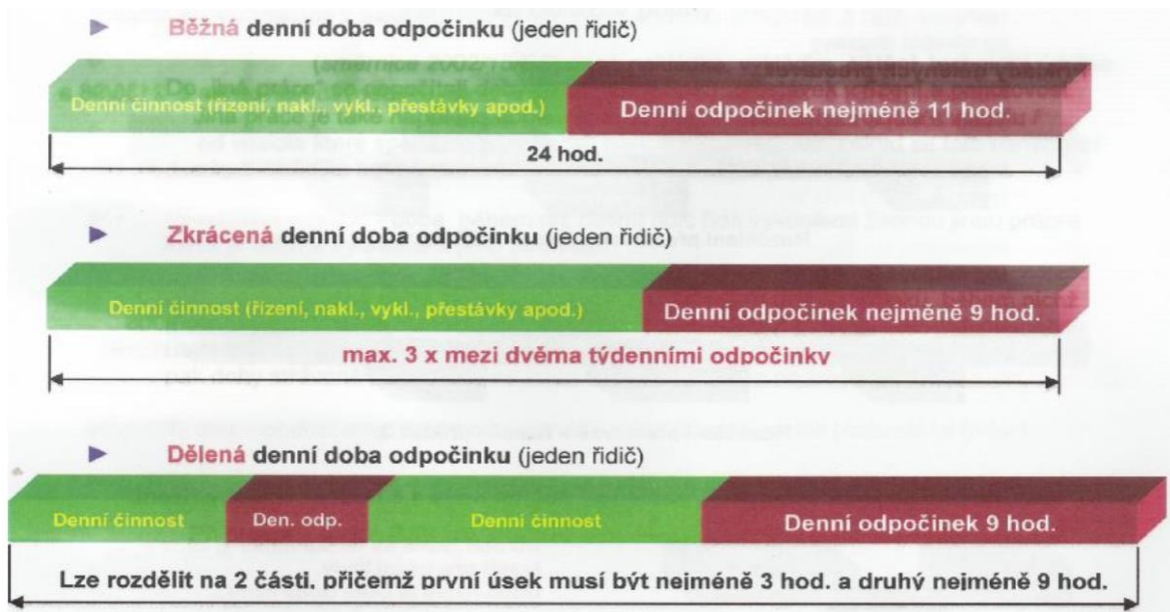 Běžná denní doba odpočinku (jeden řidič)
Denní činnost (řízení, nakl., vykl., přestávky apod.)
Denní odpočinek nejméně 11 hod.
24 hod.
Zkrácená denní doba odpočinku (jeden řidič)
Denní činnost (řízení, nakl., vykl., přestávky apod.)
Denní odpočinek nejméně 9 hod.
max. 3 x mezi dvěma týdenními odpočinky
Dělená denní doba odpočinku (jeden řidič)
Denní činnost
Den. odp.
Denní činnost
Denní odpočinek 9 hod.
Lze rozdělit na 2 části, přičemž první úsek musí být nejméně 3 hod. a druhý nejméně 9 hod.